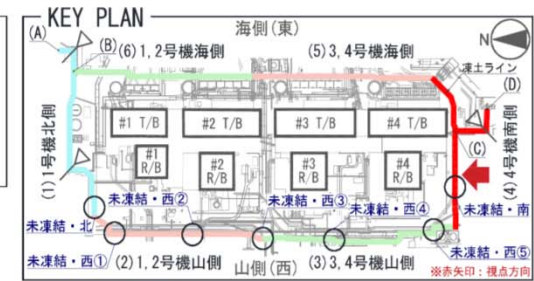 KEY PLAN
海側(東)
(A)
(B)
(6)1,2号機海側
(5)3,4号機海側
N
凍土ライン
(D)
#1 T/B
#2 T/B
#3 T/B
#4 T/B
(C)
(1)1号機北側
#1
R/B
#2
R/B
#3
R/B
#4
R/B
(4)4号機南側
未凍結・北
未凍結・西②
未凍結・西③
未凍結・西④
未凍結・南
未凍結・西①
(2)1,2号機山側
山側(西)
(3)3,4号機山側
未凍結・西⑤
※赤矢印:視点方向